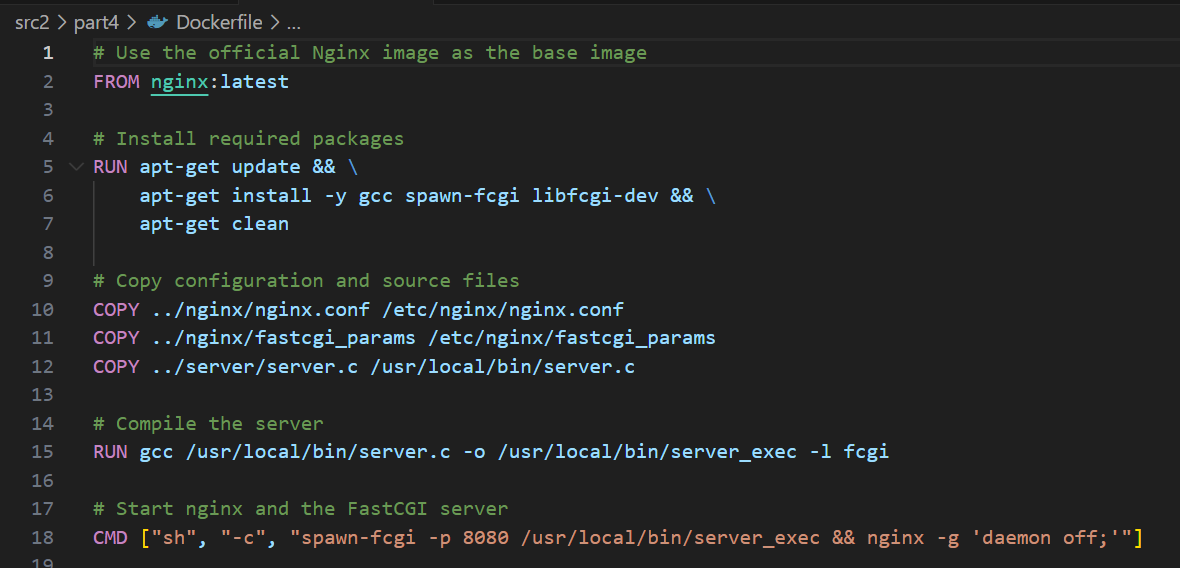 src2 > part4 > Dockerfile > ...
1 # Use the official Nginx image as the base image
2 FROM nginx:latest
3
4 # Install required packages
5 RUN apt-get update && \
6     apt-get install -y gcc spawn-fcgi libfcgi-dev && \
7     apt-get clean
8
9 # Copy configuration and source files
10 COPY ../nginx/nginx.conf /etc/nginx/nginx.conf
11 COPY ../nginx/fastcgi_params /etc/nginx/fastcgi_params
12 COPY ../server/server.c /usr/local/bin/server.c
13
14 # Compile the server
15 RUN gcc /usr/local/bin/server.c -o /usr/local/bin/server_exec -l fcgi
16
17 # Start nginx and the FastCGI server
18 CMD ["sh", "-c", "spawn-fcgi -p 8080 /usr/local/bin/server_exec && nginx -g 'daemon off;'"]
19